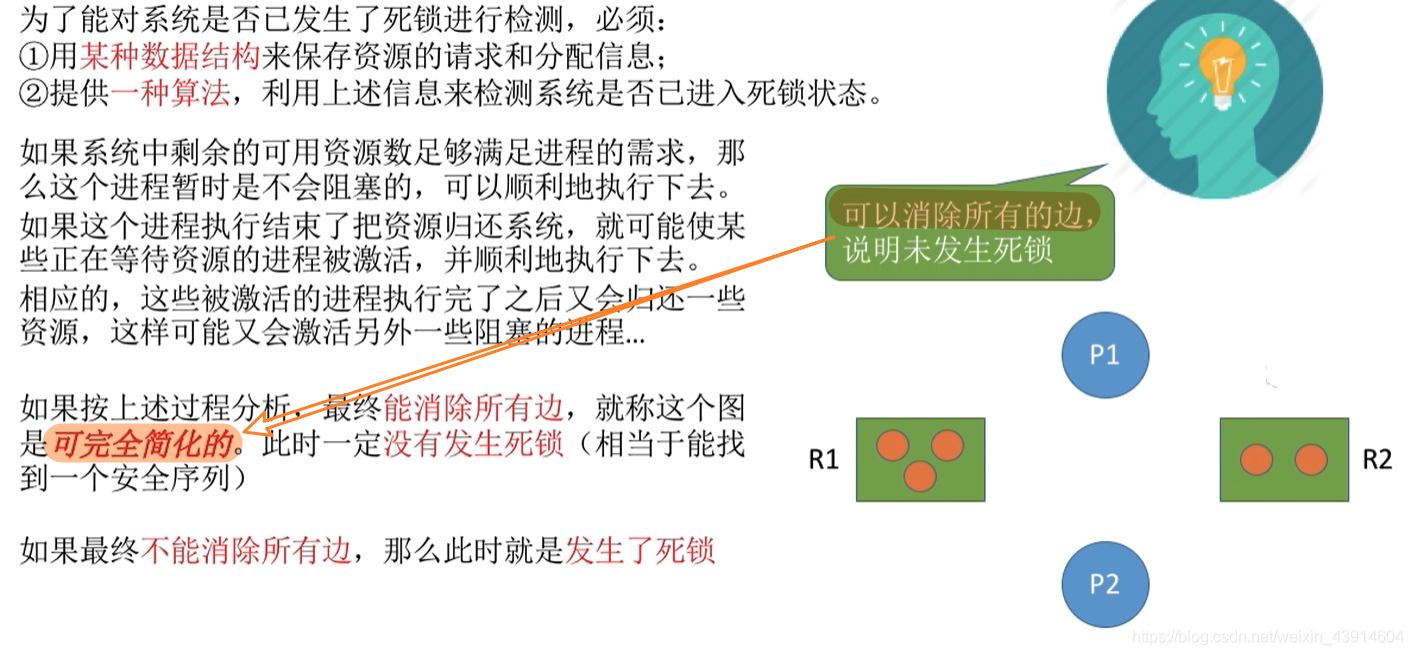 为了能对系统是否已发生了死锁进行检测，必须：
①用某种数据结构来保存资源的请求和分配信息；
②提供一种算法，利用上述信息来检测系统是否已进入死锁状态。
如果系统中剩余的可用资源数足够满足进程的需求，那
么这个进程暂时是不会阻塞的，可以顺利地执行下去。
如果这个进程执行结束了把资源归还系统，就可能使某
些正在等待资源的进程被激活，并顺利地执行下去。
相应的，这些被激活的进程执行完了之后又会归还一些
资源，这样可能又会激活另外一些阻塞的进程...
如果按上述过程分析，最终能消除所有边，就称这个图
是可完全简化的。此时一定没有发生死锁（相当于能找
到一个安全序列）
如果最终不能消除所有边，那么此时就是发生了死锁
可以消除所有的边，
说明未发生死锁
P1
R1
R2
P2
https://blog.csdn.net/weixin_43914604